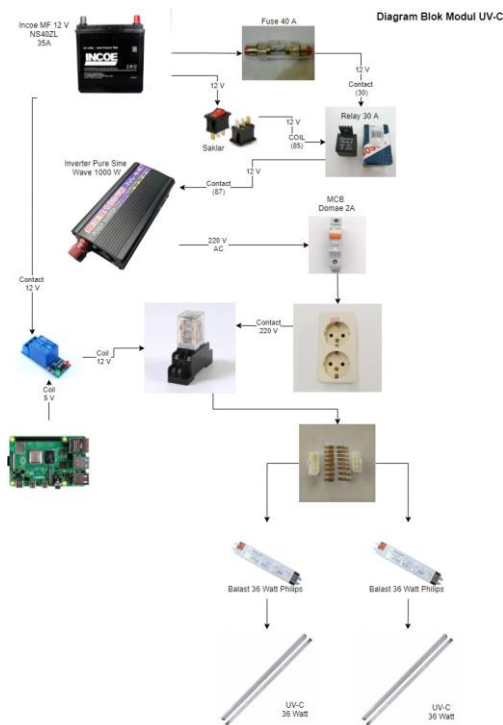 Diagram Blok Modul UV-C
Incoe MF 12 V
NS40ZL
35A
INCOE
Fuse 40 A
12 V
12 V
Contact
(30)
12 V
Saklar
12 V
COIL
(85)
Relay 30 A
Inverter Pure Sine
Wave 1000 W
Contact
(87)
12 V
MCB
Domae 2A
220 V
AC
Contact
12 V
Contact
220 V
Coil
12 V
Coil
5 V
Balast 36 Watt Philips
Balast 36 Watt Philips
UV-C
36 Watt
UV-C
36 Watt